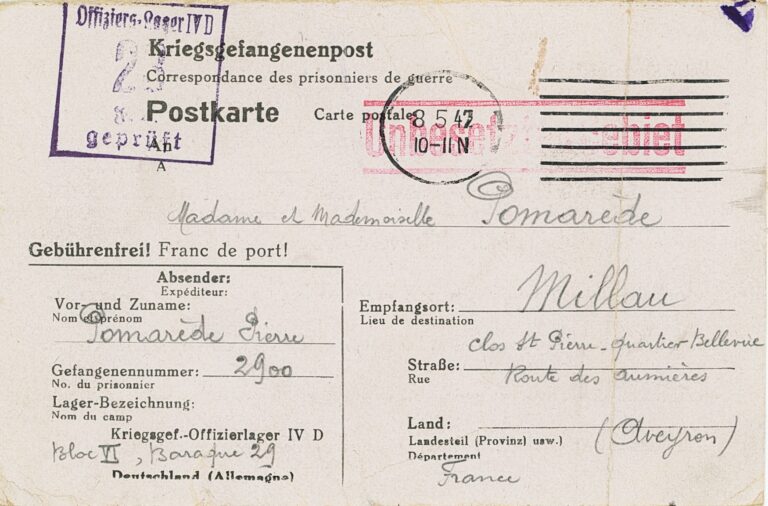 Offiziers-Lager IV D
23
geprüft
Kriegsgefangenenpost
Correspondance des prisonniers de guerre
Postkarte Carte postale
8 5 42
10-11 N
Unbesetztes Gebiet
An
A
Madame et Mademoiselle Pomarède
Gebührenfrei! Franc de port!
Absender:
Expéditeur:
Vor- und Zuname:
Nom et prénom
Pomarède Pierre
Gefangenennummer: 2900
No. du prisonnier
Lager-Bezeichnung:
Nom du camp
Kriegsgef.-Offizierlager IV D
Bloc VI, Baraque 29
Deutschland (Allemagne)
Empfangsort: Millau
Lieu de destination
clos St Pierre - quartier Bellevue
Straße: Route des aumières
Rue
Land: (Aveyron)
Landesteil (Provinz) usw.)
Département
France